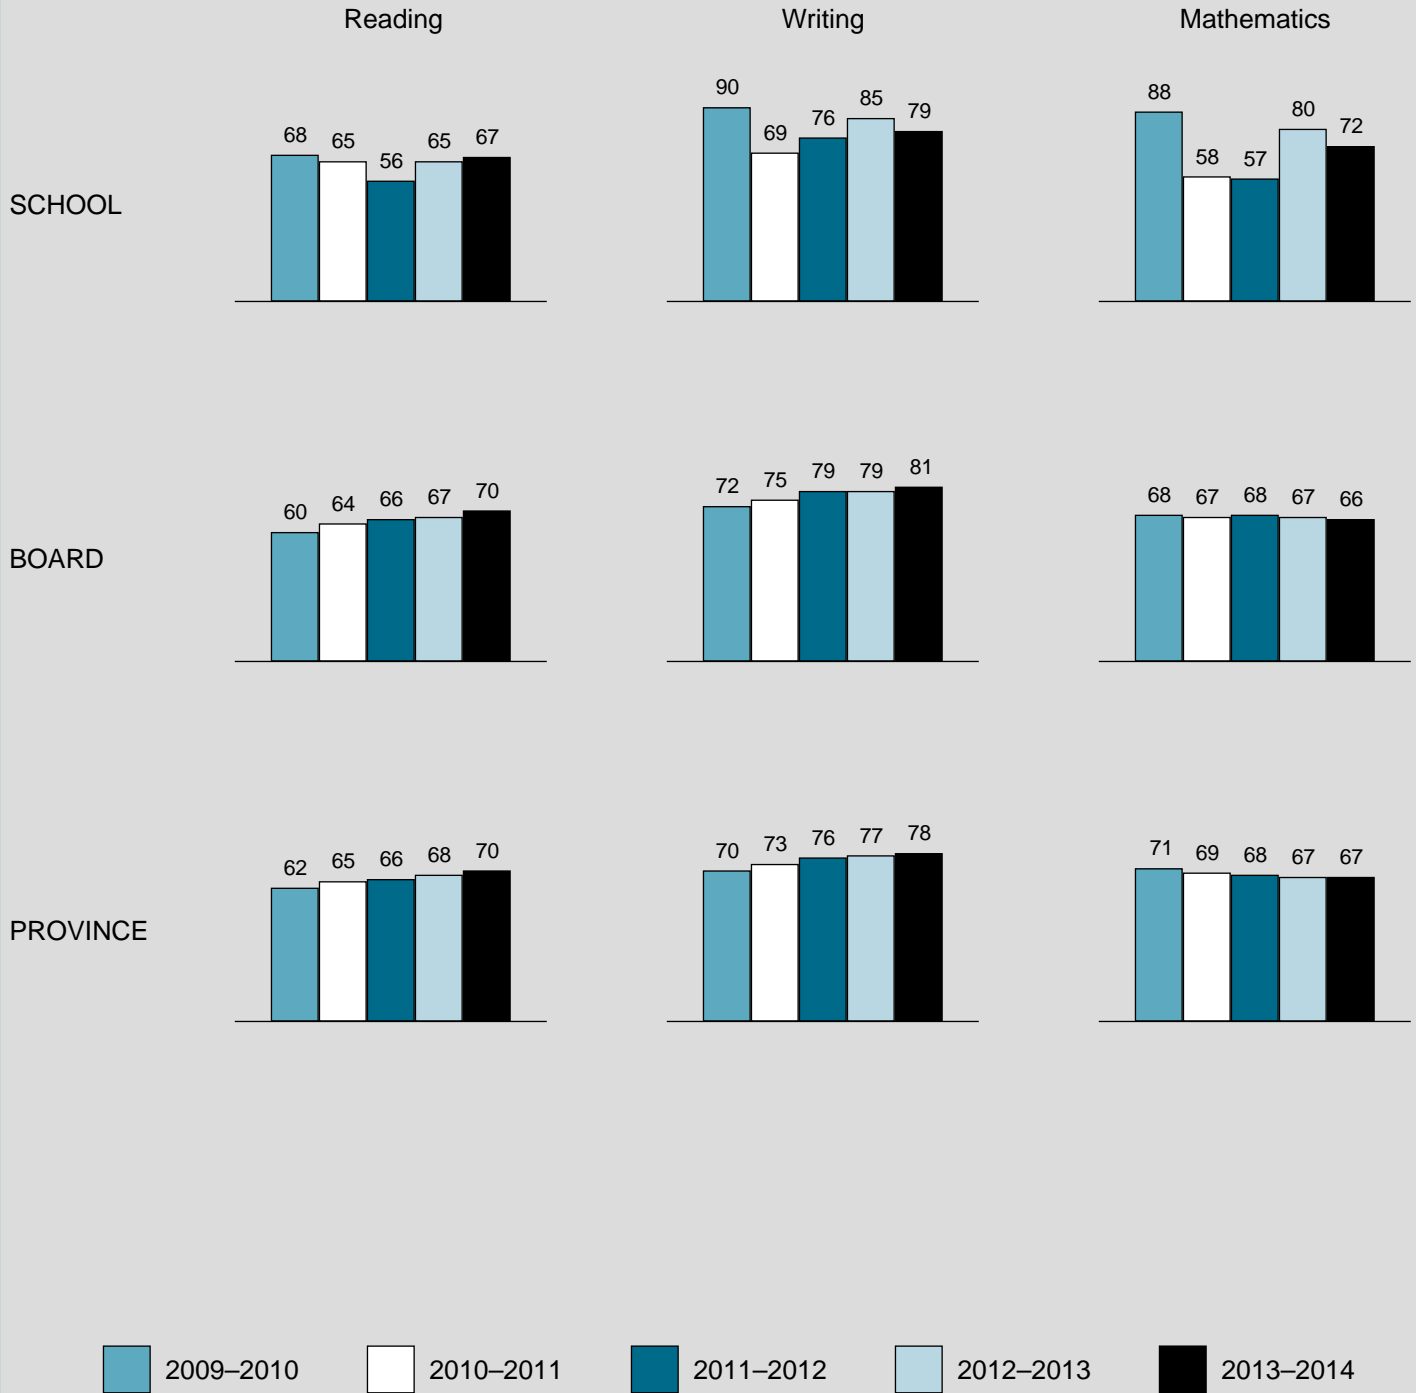 Reading Writing Mathematics
SCHOOL
68 65 56 65 67
90 69 76 85 79
88 58 57 80 72
BOARD
60 64 66 67 70
72 75 79 79 81
68 67 68 67 66
PROVINCE
62 65 66 68 70
70 73 76 77 78
71 69 68 67 67
2009–2010 2010–2011 2011–2012 2012–2013 2013–2014